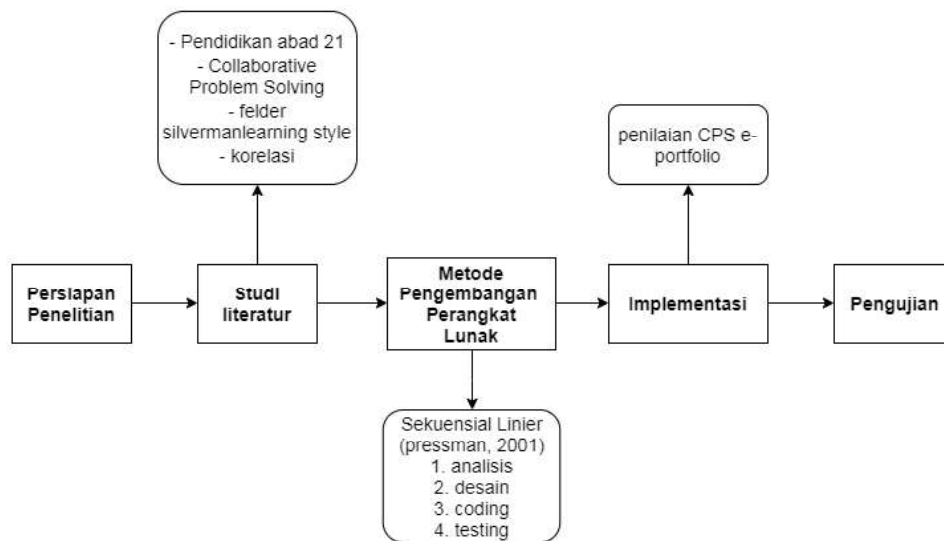 - Pendidikan abad 21
- Collaborative
Problem Solving
- felder
silvermanlearning style
- korelasi
penilaian CPS e-
portfolio
Persiapan
Penelitian
Studi
literatur
Metode
Pengembangan
Perangkat
Lunak
Implementasi
Pengujian
Sekuensial Linier
(pressman, 2001)
1. analisis
2. desain
3. coding
4. testing